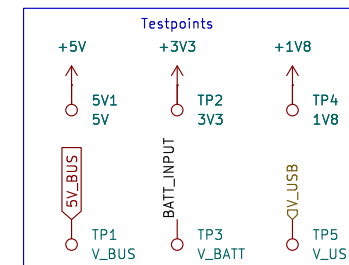 Testpoints
+5V +3V3 +1V8
5V1 TP2 TP4
5V 3V3 1V8
5V_BUS BATT_INPUT V_USB
TP1 TP3 TP5
V_BUS V_BATT V_US